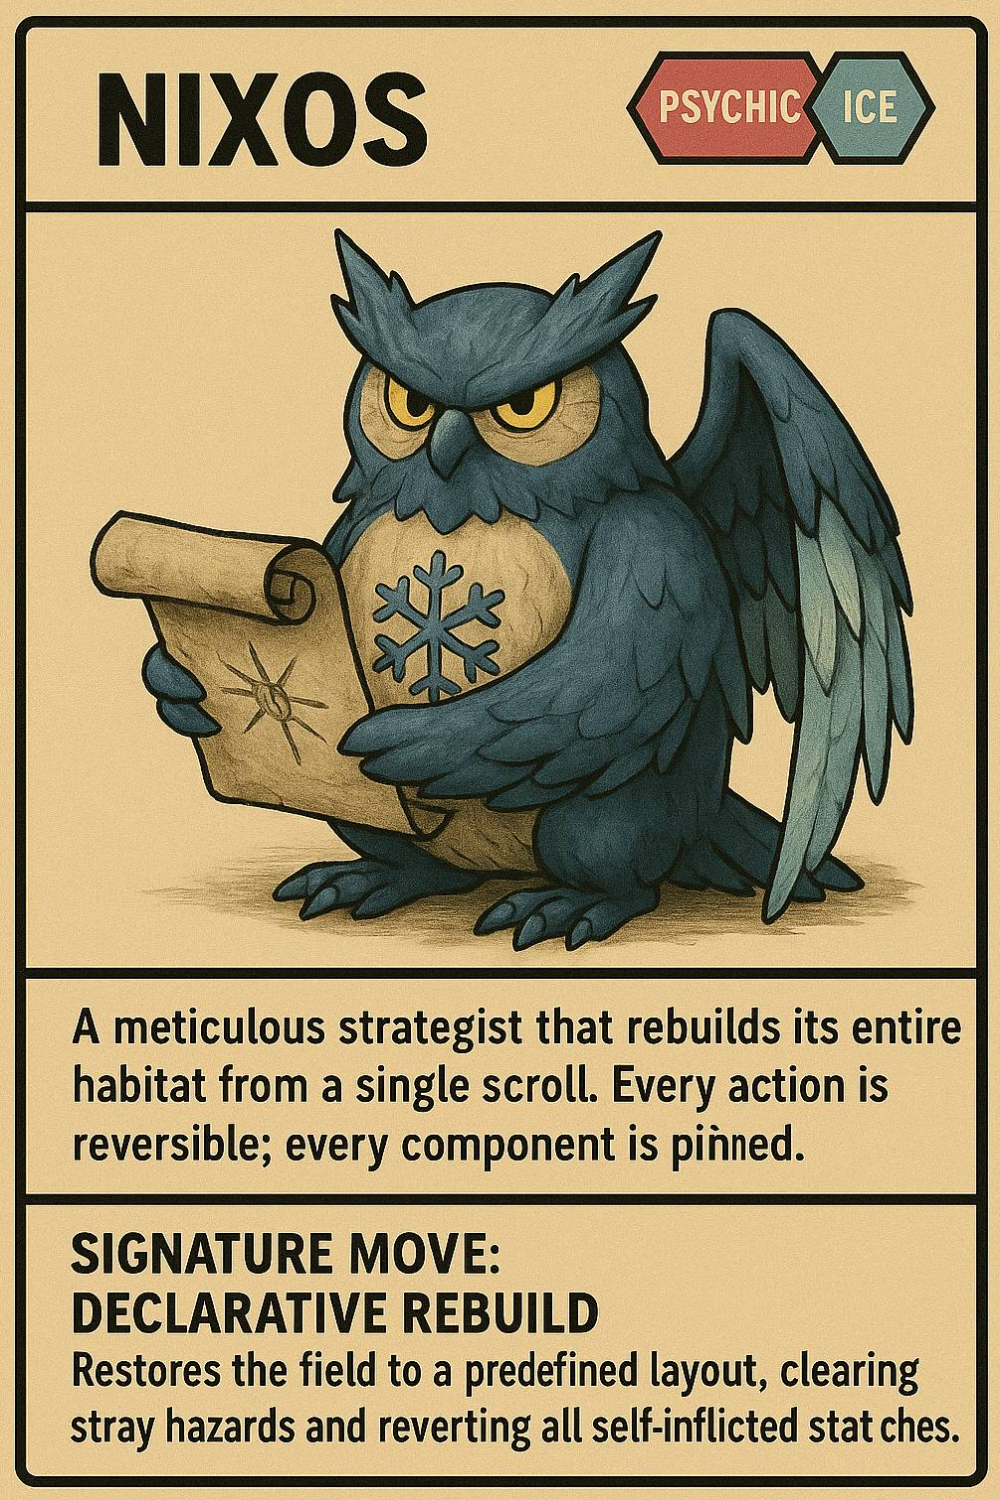 NIXOS
PSYCHIC
ICE
A meticulous strategist that rebuilds its entire
habitat from a single scroll. Every action is
reversible; every component is pinned.
SIGNATURE MOVE:
DECLARATIVE REBUILD
Restores the field to a predefined layout, clearing
stray hazards and reverting all self-inflicted stat ches.